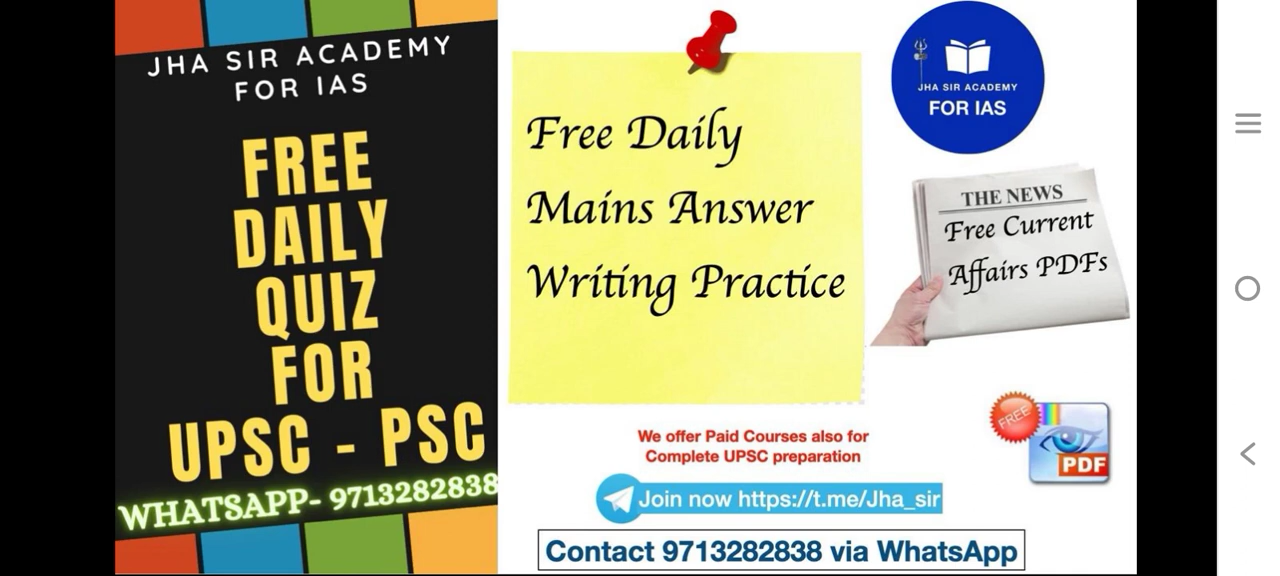 JHA SIR ACADEMY
FOR IAS
FREE
DAILY
QUIZ
FOR
UPSC - PSC
WHATSAPP- 9713282838
Free Daily
Mains Answer
Writing Practice
JHA SIR ACADEMY
FOR IAS
THE NEWS
Free Current
Affairs PDFs
We offer Paid Courses also for
Complete UPSC preparation
FREE
PDF
Join now https://t.me/Jha_sir
Contact 9713282838 via WhatsApp